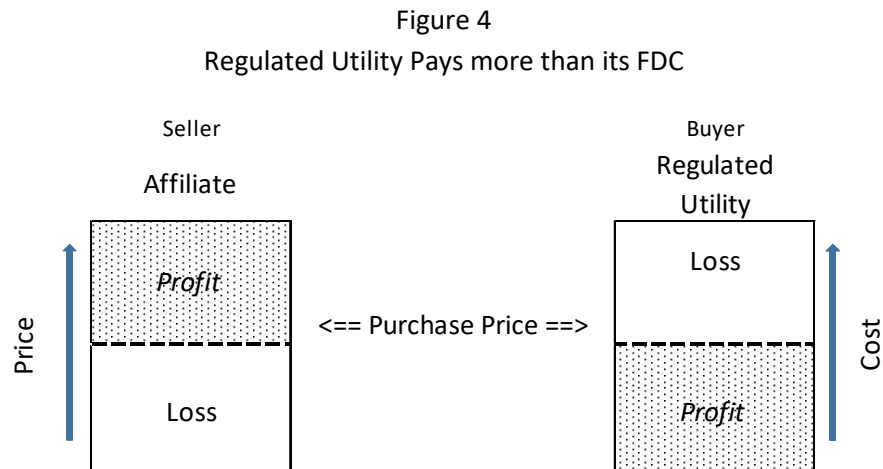 Figure 4
Regulated Utility Pays more than its FDC
Seller
Buyer
Affiliate
Regulated
Utility
Profit
Loss
<== Purchase Price ==>
Price
Cost
Loss
Profit